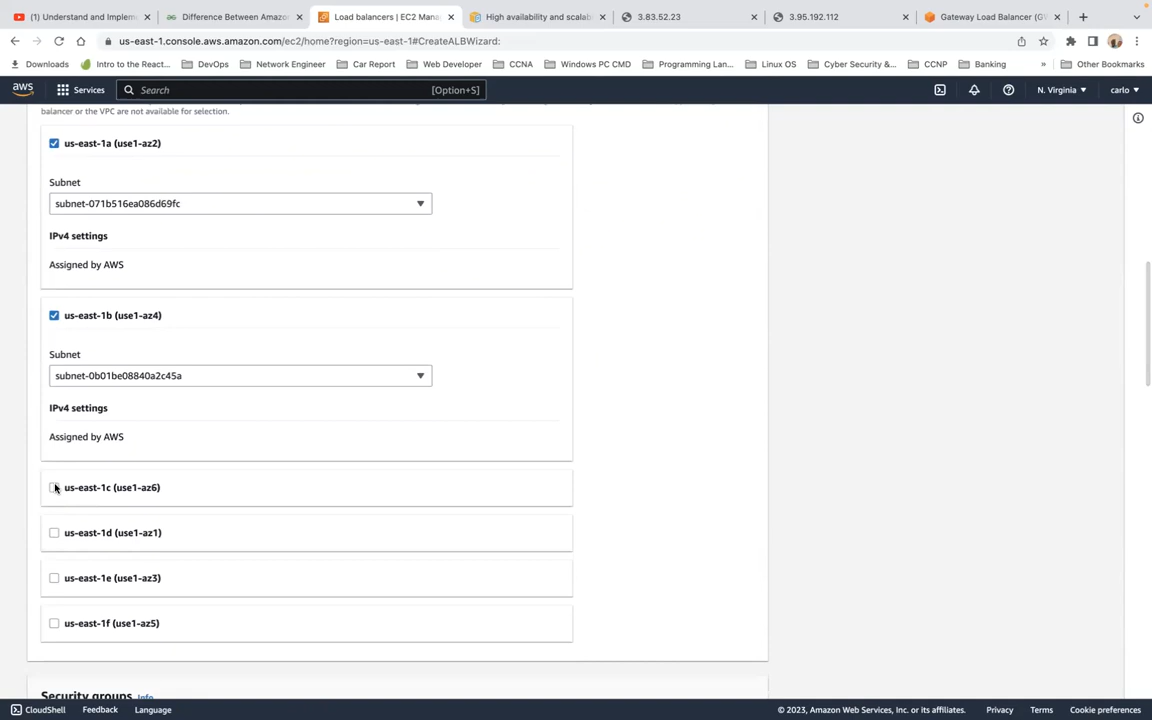 (1) Understand and Implem
Difference Between Amazo
Load balancers | EC2 Mana
High availability and scalab
3.83.52.23
3.95.192.112
Gateway Load Balancer (G
us-east-1.console.aws.amazon.com/ec2/home?region=us-east-1#CreateALBWizard:
Downloads
Intro to the React...
DevOps
Network Engineer
Car Report
Web Developer
CCNA
Windows PC CMD
Programming Lan...
Linux OS
Cyber Security &...
CCNP
Banking
»
Other Bookmarks
aws
Services
Search
[Option+S]
N. Virginia
carlo
balancer or the VPC are not available for selection.
us-east-1a (use1-az2)
Subnet
subnet-071b516ea086d69fc
IPv4 settings
Assigned by AWS
us-east-1b (use1-az4)
Subnet
subnet-0b01be08840a2c45a
IPv4 settings
Assigned by AWS
us-east-1c (use1-az6)
us-east-1d (use1-az1)
us-east-1e (use1-az3)
us-east-1f (use1-az5)
Security groups Info
CloudShell
Feedback
Language
© 2023, Amazon Web Services, Inc. or its affiliates.
Privacy
Terms
Cookie preferences